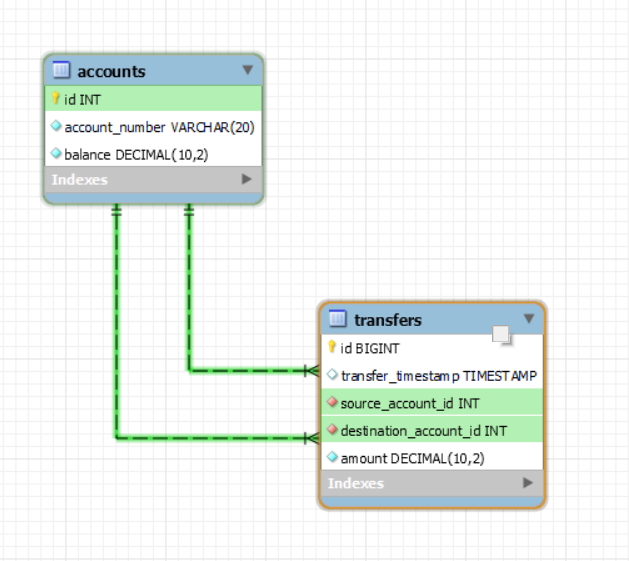 accounts
id INT
account_number VARCHAR(20)
balance DECIMAL(10,2)
Indexes
transfers
id BIGINT
transfer_timestamp TIMESTAMP
source_account_id INT
destination_account_id INT
amount DECIMAL(10,2)
Indexes